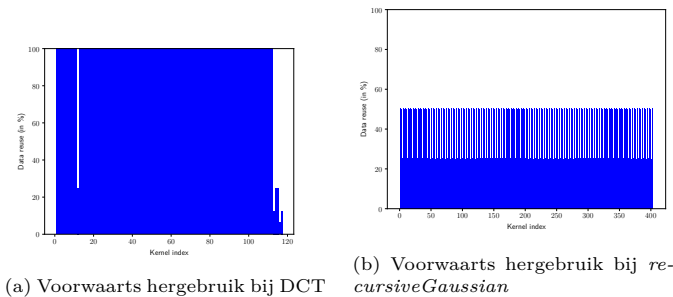 100
80
60
40
20
0
Data reuse (in %)
0 20 40 60 80 100 120
Kernel index
(a) Voorwaarts hergebruik bij DCT
100
80
60
40
20
0
Data reuse (in %)
0 50 100 150 200 250 300 350 400
Kernel index
(b) Voorwaarts hergebruik bij re-
cursiveGaussian